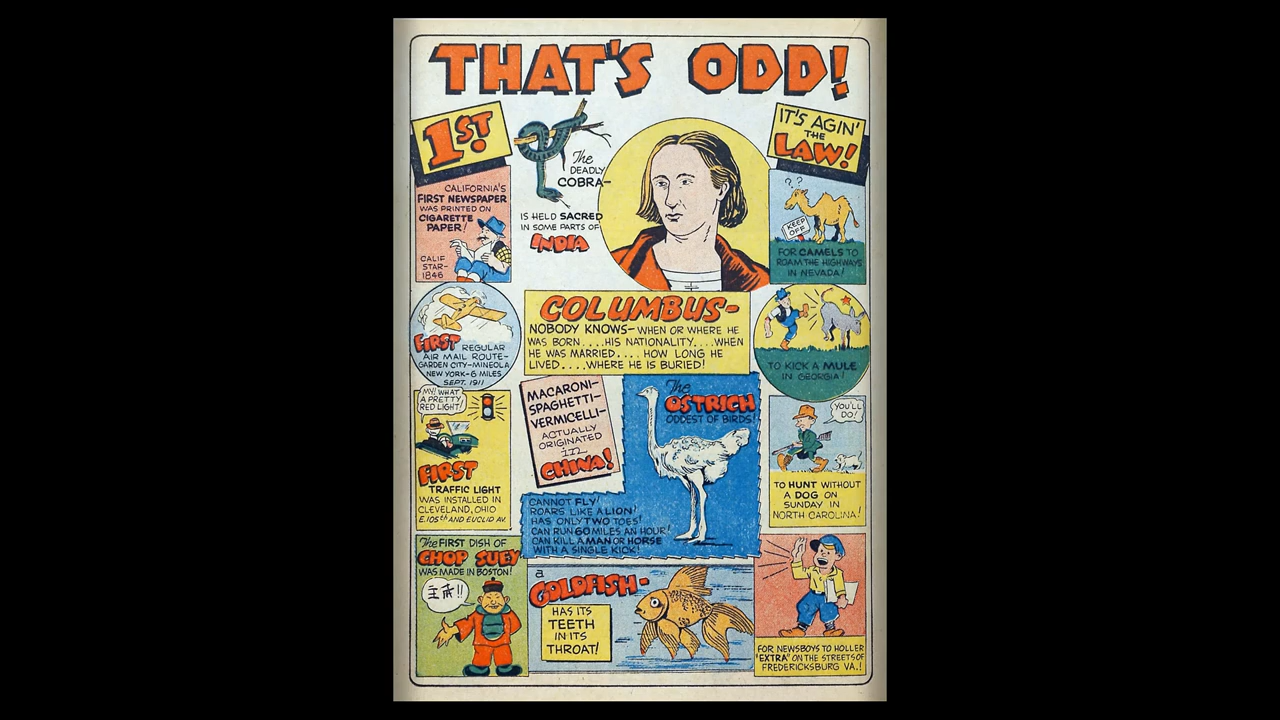 THAT'S ODD!
1ST
CALIFORNIA'S
FIRST NEWSPAPER
WAS PRINTED ON
CIGARETTE
PAPER!
CALIF
STAR-
1846
The
DEADLY
COBRA-
IS HELD SACRED
IN SOME PARTS OF
INDIA
IT'S AGIN'
THE
LAW!
? ?
KEEP
OFF
FOR CAMELS TO
ROAM THE HIGHWAYS
IN NEVADA!
FIRST REGULAR
AIR MAIL ROUTE-
GARDEN CITY-MINEOLA
NEW YORK-6 MILES
SEPT. 1911
COLUMBUS-
NOBODY KNOWS-WHEN OR WHERE HE
WAS BORN....HIS NATIONALITY....WHEN
HE WAS MARRIED.... HOW LONG HE
LIVED....WHERE HE IS BURIED!
TO KICK A MULE
IN GEORGIA!
MY! WHAT
A PRETTY
RED LIGHT!
FIRST
TRAFFIC LIGHT
WAS INSTALLED IN
CLEVELAND, OHIO
E.105th AND EUCLID AV.
MACARONI-
SPAGHETTI-
VERMICELLI-
ACTUALLY
ORIGINATED
in
CHINA!
The
OSTRICH
ODDEST OF BIRDS!
CANNOT FLY!
ROARS LIKE A LION!
HAS ONLY TWO TOES!
CAN RUN 60 MILES AN HOUR!
CAN KILL A MAN OR HORSE
WITH A SINGLE KICK!
YOU'LL
DO!
TO HUNT WITHOUT
A DOG ON
SUNDAY IN
NORTH CAROLINA!
The FIRST DISH OF
CHOP SUEY
WAS MADE IN BOSTON!
a
GOLDFISH-
HAS ITS
TEETH
IN ITS
THROAT!
FOR NEWSBOYS TO HOLLER
"EXTRA" ON THE STREETS OF
FREDERICKSBURG VA.!